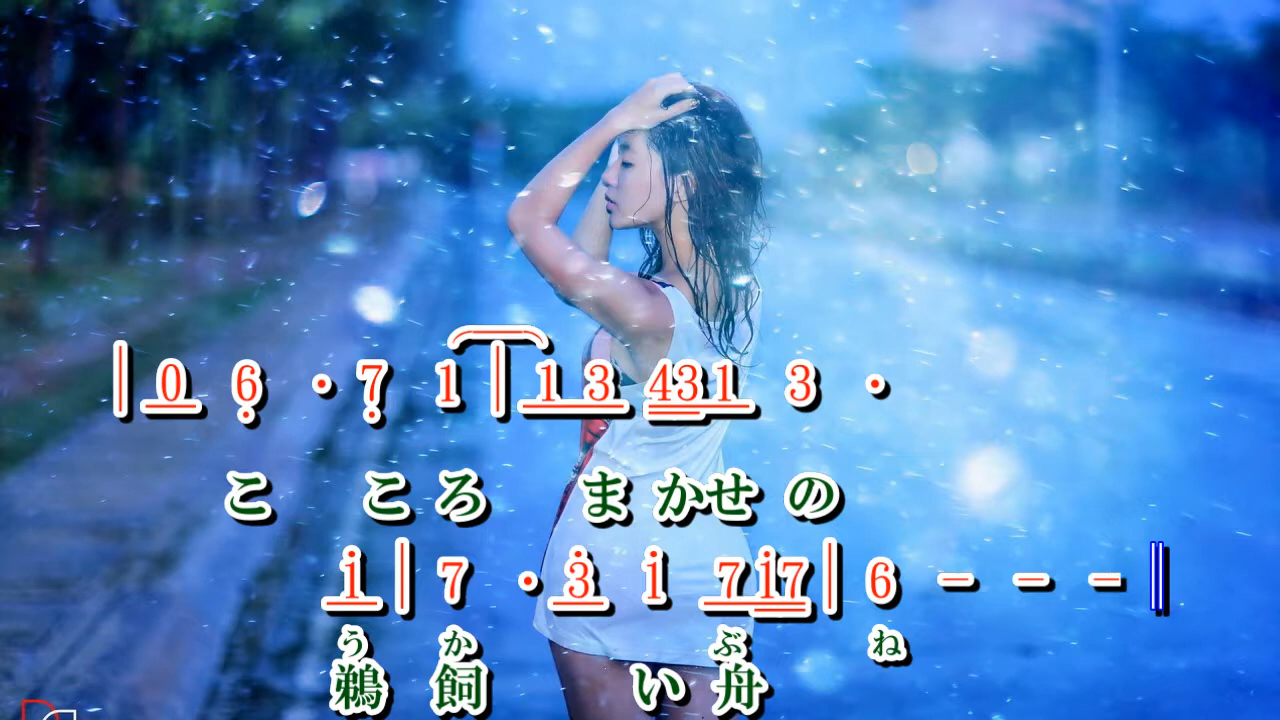 | 0 6 · 7 1 | 1 3 431 3 ·
こころまかせの
1 | 7 · 3 1 717 | 6 - - - ‖
う か ぶ ね
鵜飼い舟